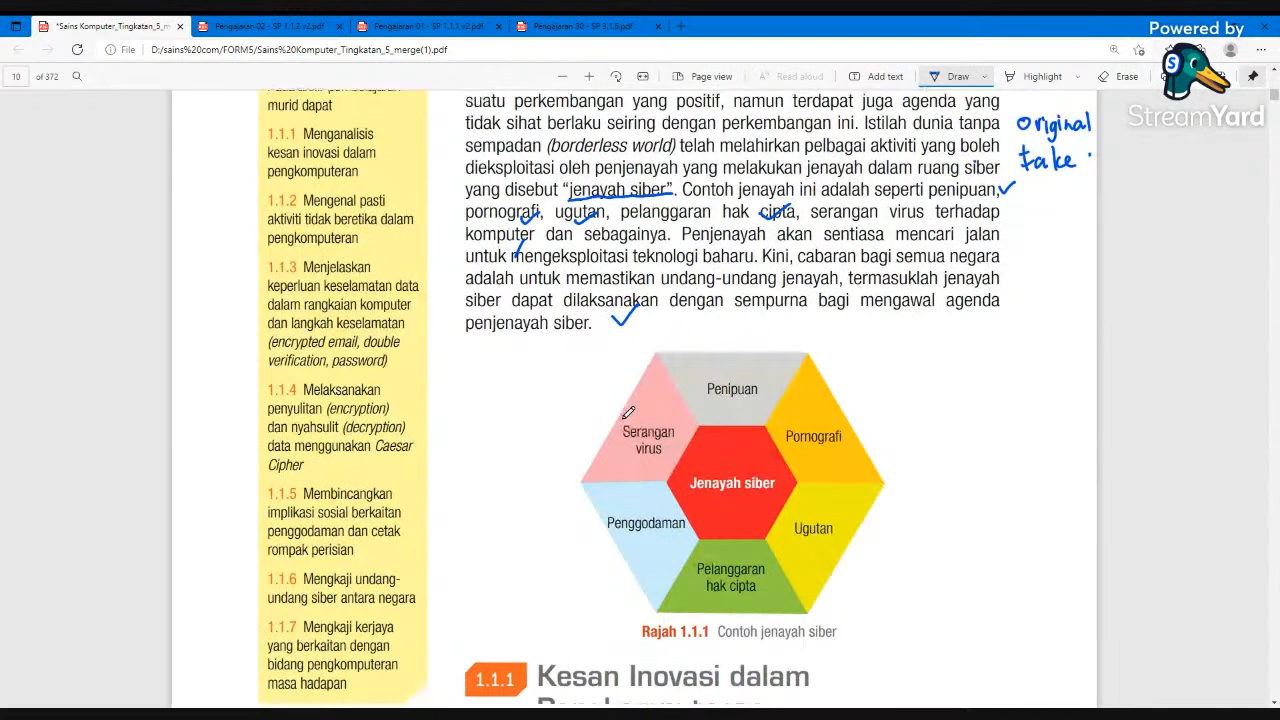 *Sains Komputer_Tingkatan_5_m
Pengajaran 02 - SP 1.1.2 v2.pdf
Pengajaran 01 - SP 1.1.1 v2.pdf
Pengajaran 30 - SP 3.1.6.pdf
Powered by
File
D:/sains%20com/FORM5/Sains%20Komputer_Tingkatan_5_merge(1).pdf
10 of 372
Page view
Read aloud
Add text
Draw
Highlight
Erase
S
StreamYard
murid dapat
1.1.1 Menganalisis
kesan inovasi dalam
pengkomputeran
1.1.2 Mengenal pasti
aktiviti tidak beretika dalam
pengkomputeran
1.1.3 Menjelaskan
keperluan keselamatan data
dalam rangkaian komputer
dan langkah keselamatan
(encrypted email, double
verification, password)
1.1.4 Melaksanakan
penyulitan (encryption)
dan nyahsulit (decryption)
data menggunakan Caesar
Cipher
1.1.5 Membincangkan
implikasi sosial berkaitan
penggodaman dan cetak
rompak perisian
1.1.6 Mengkaji undang-
undang siber antara negara
1.1.7 Mengkaji kerjaya
yang berkaitan dengan
bidang pengkomputeran
masa hadapan
suatu perkembangan yang positif, namun terdapat juga agenda yang
tidak sihat berlaku seiring dengan perkembangan ini. Istilah dunia tanpa
sempadan (borderless world) telah melahirkan pelbagai aktiviti yang boleh
dieksploitasi oleh penjenayah yang melakukan jenayah dalam ruang siber
yang disebut “jenayah siber”. Contoh jenayah ini adalah seperti penipuan,
pornografi, ugutan, pelanggaran hak cipta, serangan virus terhadap
komputer dan sebagainya. Penjenayah akan sentiasa mencari jalan
untuk mengeksploitasi teknologi baharu. Kini, cabaran bagi semua negara
adalah untuk memastikan undang-undang jenayah, termasuklah jenayah
siber dapat dilaksanakan dengan sempurna bagi mengawal agenda
penjenayah siber.
original
fake
Penipuan
Serangan
virus
Pornografi
Jenayah siber
Penggodaman
Ugutan
Pelanggaran
hak cipta
Rajah 1.1.1 Contoh jenayah siber
1.1.1 Kesan Inovasi dalam